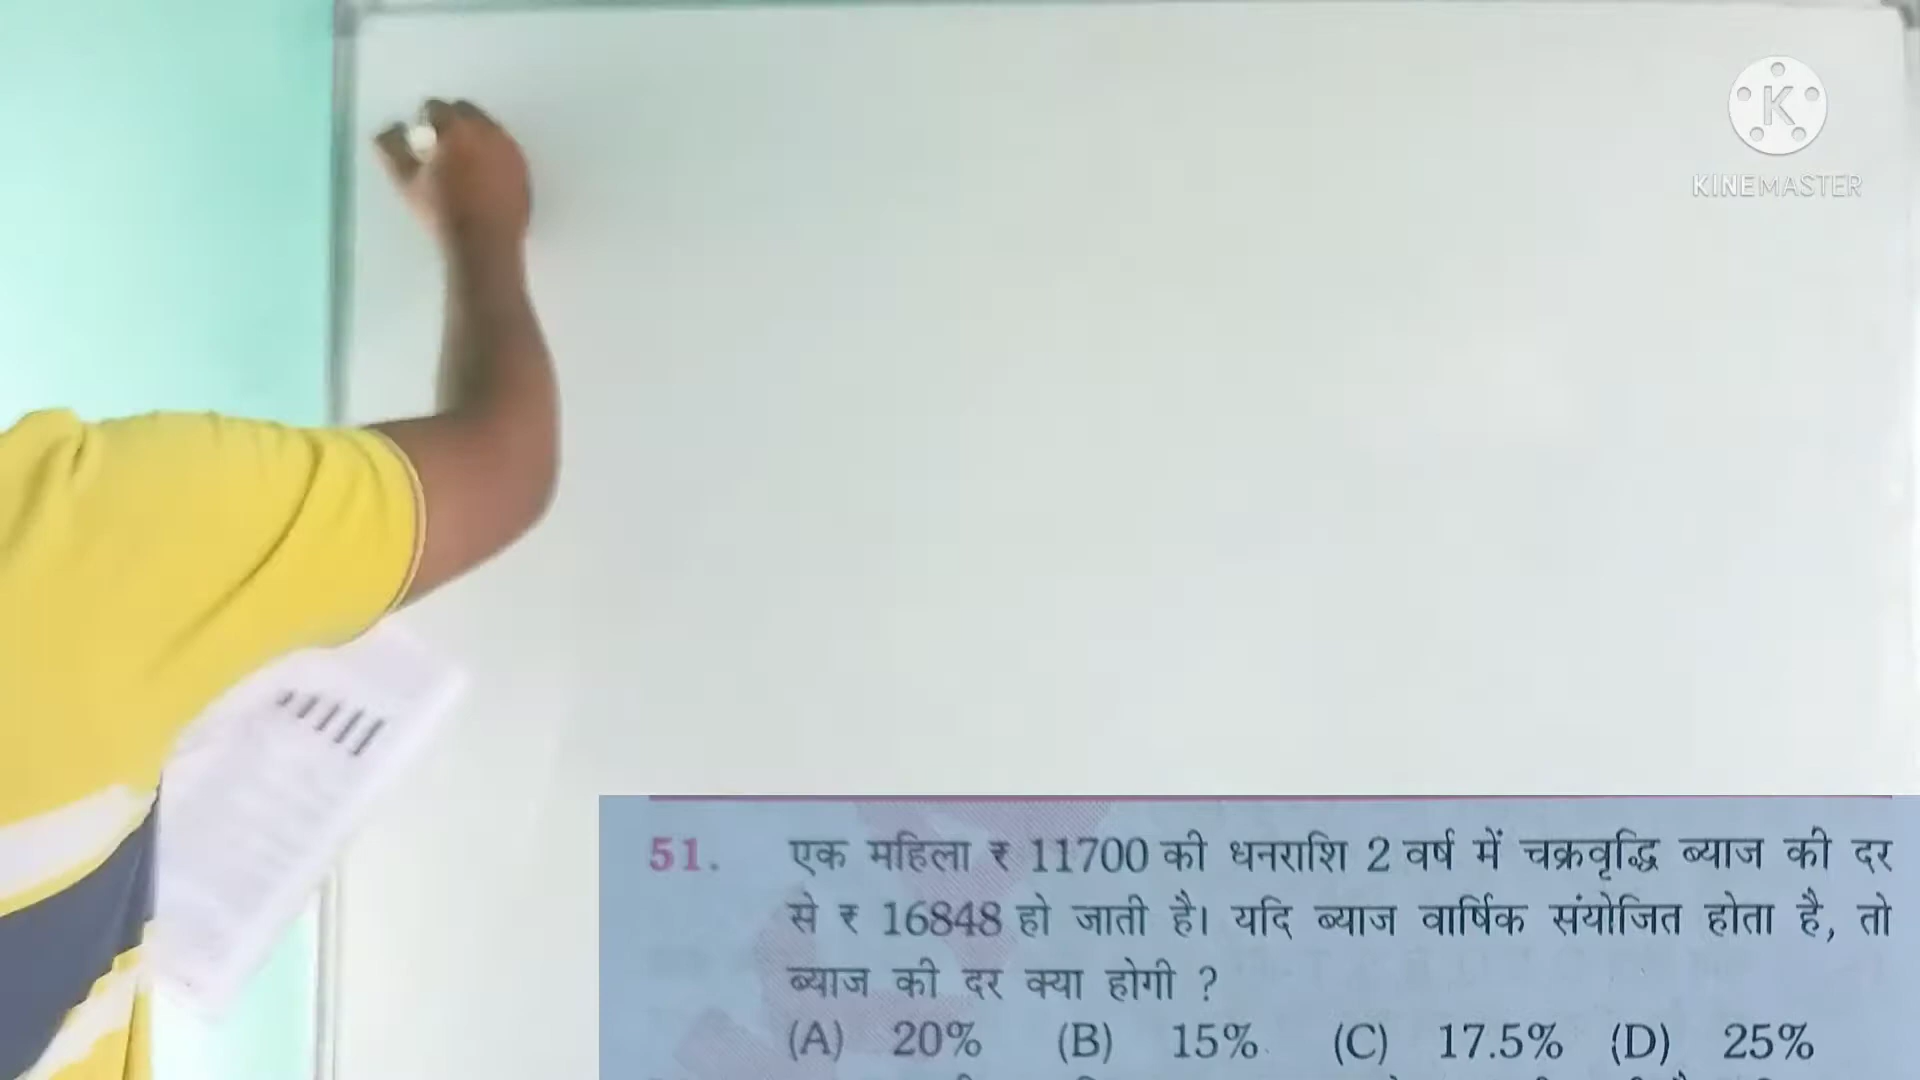 K
KINEMASTER
51. एक महिला ₹ 11700 की धनराशि 2 वर्ष में चक्रवृद्धि ब्याज की दर
से ₹ 16848 हो जाती है। यदि ब्याज वार्षिक संयोजित होता है, तो
ब्याज की दर क्या होगी ?
(A) 20% (B) 15% (C) 17.5% (D) 25%